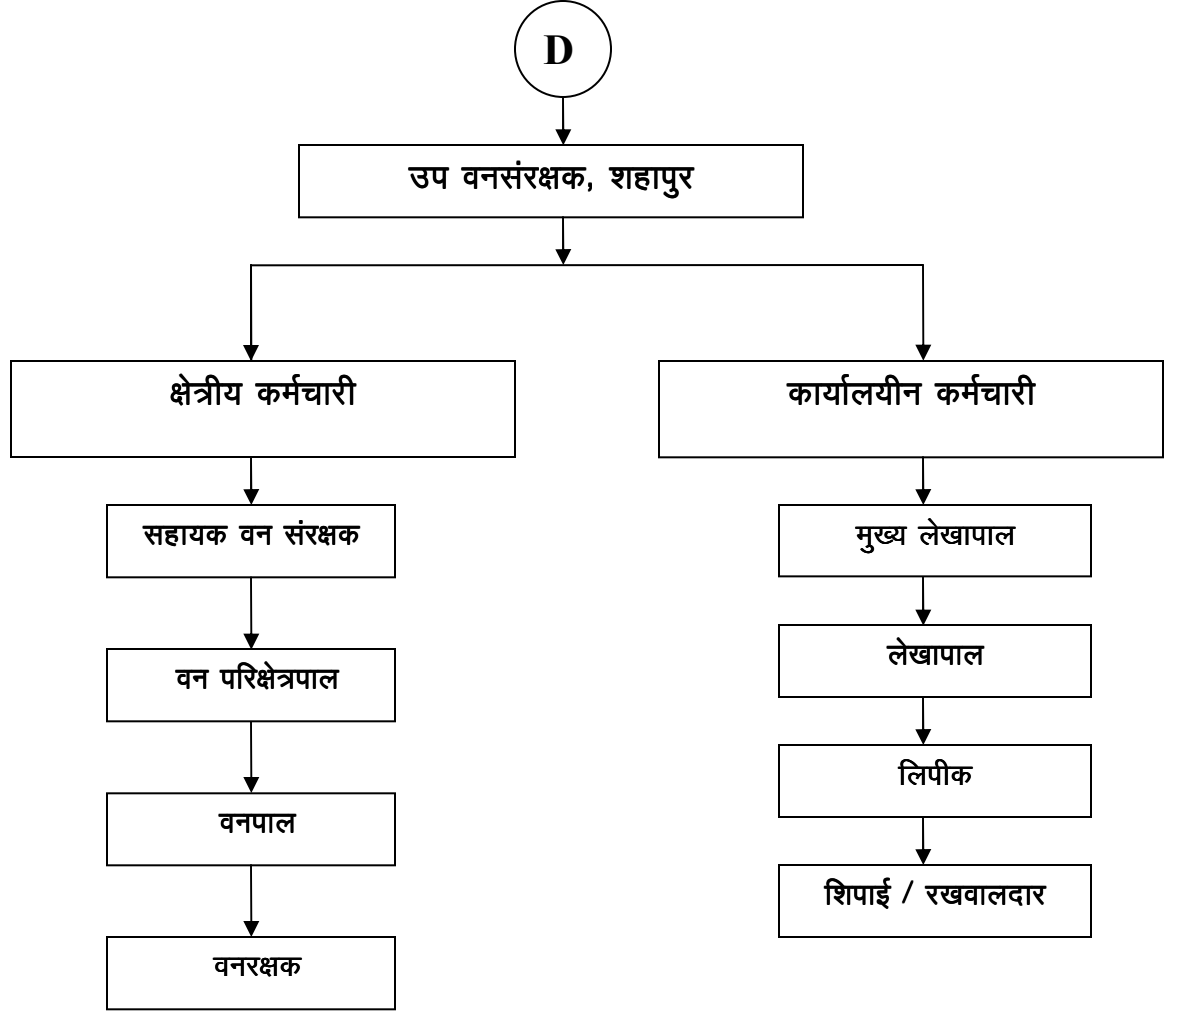 D
उप वनसंरक्षक, शहापुर
क्षेत्रीय कर्मचारी
सहायक वन संरक्षक
वन परिक्षेत्रपाल
वनपाल
वनरक्षक
कार्यालयीन कर्मचारी
मुख्य लेखापाल
लेखापाल
लिपीक
शिपाई / रखवालदार